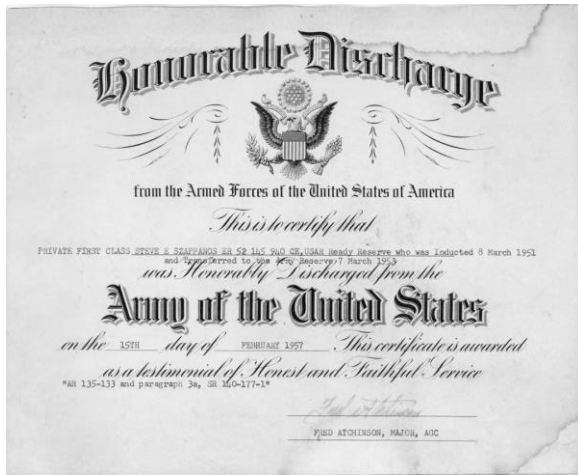 Honorable Discharge
from the Armed Forces of the United States of America
This is to certify that
PRIVATE FIRST CLASS STEVE E SZAPPANOS ER 52 145 940 CE, USAR Ready Reserve who was Inducted 8 March 1951
and Transferred to the Army Reserve, 7 March 1953
was Honorably Discharged from the
Army of the United States
on the 15TH day of FEBRUARY 1957 This certificate is awarded
as a testimonial of Honest and Faithful Service
"AR 135-133 and paragraph 3a, SR 140-177-1"
Fred Atchinson
FRED ATCHINSON, MAJOR, AGC